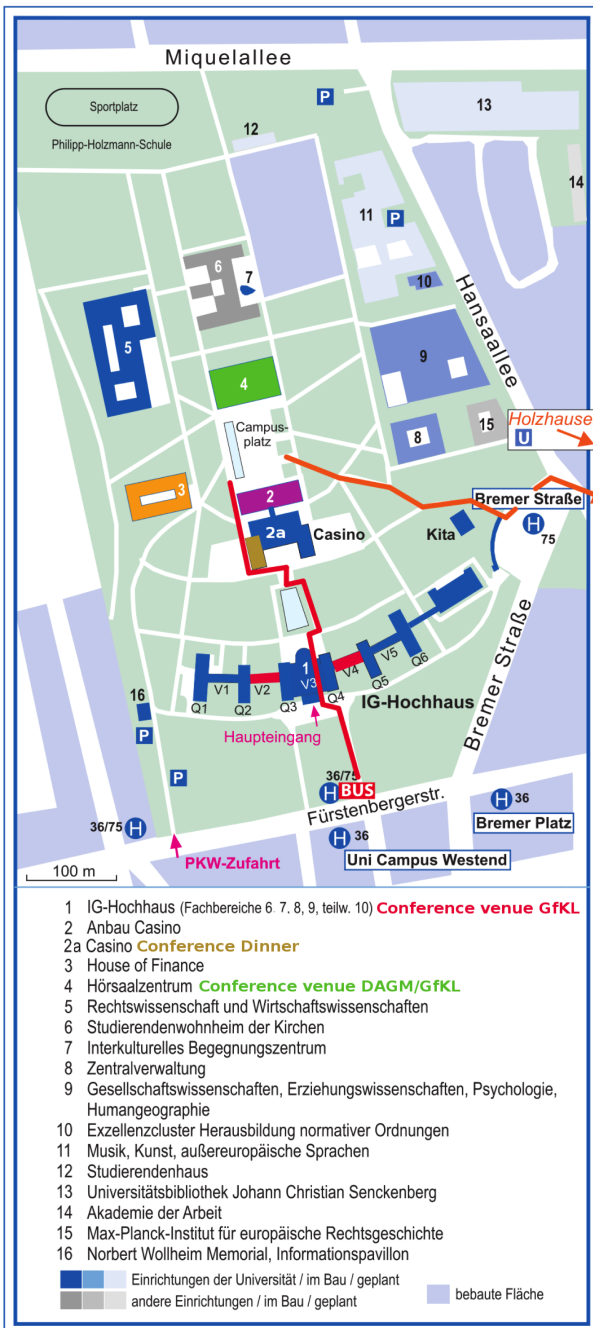 Miquelallee
Sportplatz
Philipp-Holzmann-Schule
P
12
13
14
11
P
10
Hansaallee
6
7
5
9
4
15
8
Holzhause
U
Campus-
platz
3
2
2a
Casino
Kita
Bremer Straße
H
75
1
V1
V2
V3
V4
V5
Q1
Q2
Q3
Q4
Q5
Q6
IG-Hochhaus
Bremer Straße
16
P
Haupteingang
P
36/75
H
BUS
Fürstenbergerstr.
36/75 H
H 36
Bremer Platz
H 36
Uni Campus Westend
PKW-Zufahrt
100 m
1 IG-Hochhaus (Fachbereiche 6. 7. 8, 9, teilw. 10) Conference venue GfKL
2 Anbau Casino
2a Casino Conference Dinner
3 House of Finance
4 Hörsaalzentrum Conference venue DAGM/GfKL
5 Rechtswissenschaft und Wirtschaftswissenschaften
6 Studierendenwohnheim der Kirchen
7 Interkulturelles Begegnungszentrum
8 Zentralverwaltung
9 Gesellschaftswissenschaften, Erziehungswissenschaften, Psychologie,
Humangeographie
10 Exzellenzcluster Herausbildung normativer Ordnungen
11 Musik, Kunst, außereuropäische Sprachen
12 Studierendenhaus
13 Universitätsbibliothek Johann Christian Senckenberg
14 Akademie der Arbeit
15 Max-Planck-Institut für europäische Rechtsgeschichte
16 Norbert Wollheim Memorial, Informationspavillon
Einrichtungen der Universität / im Bau / geplant
andere Einrichtungen / im Bau / geplant
bebaute Fläche